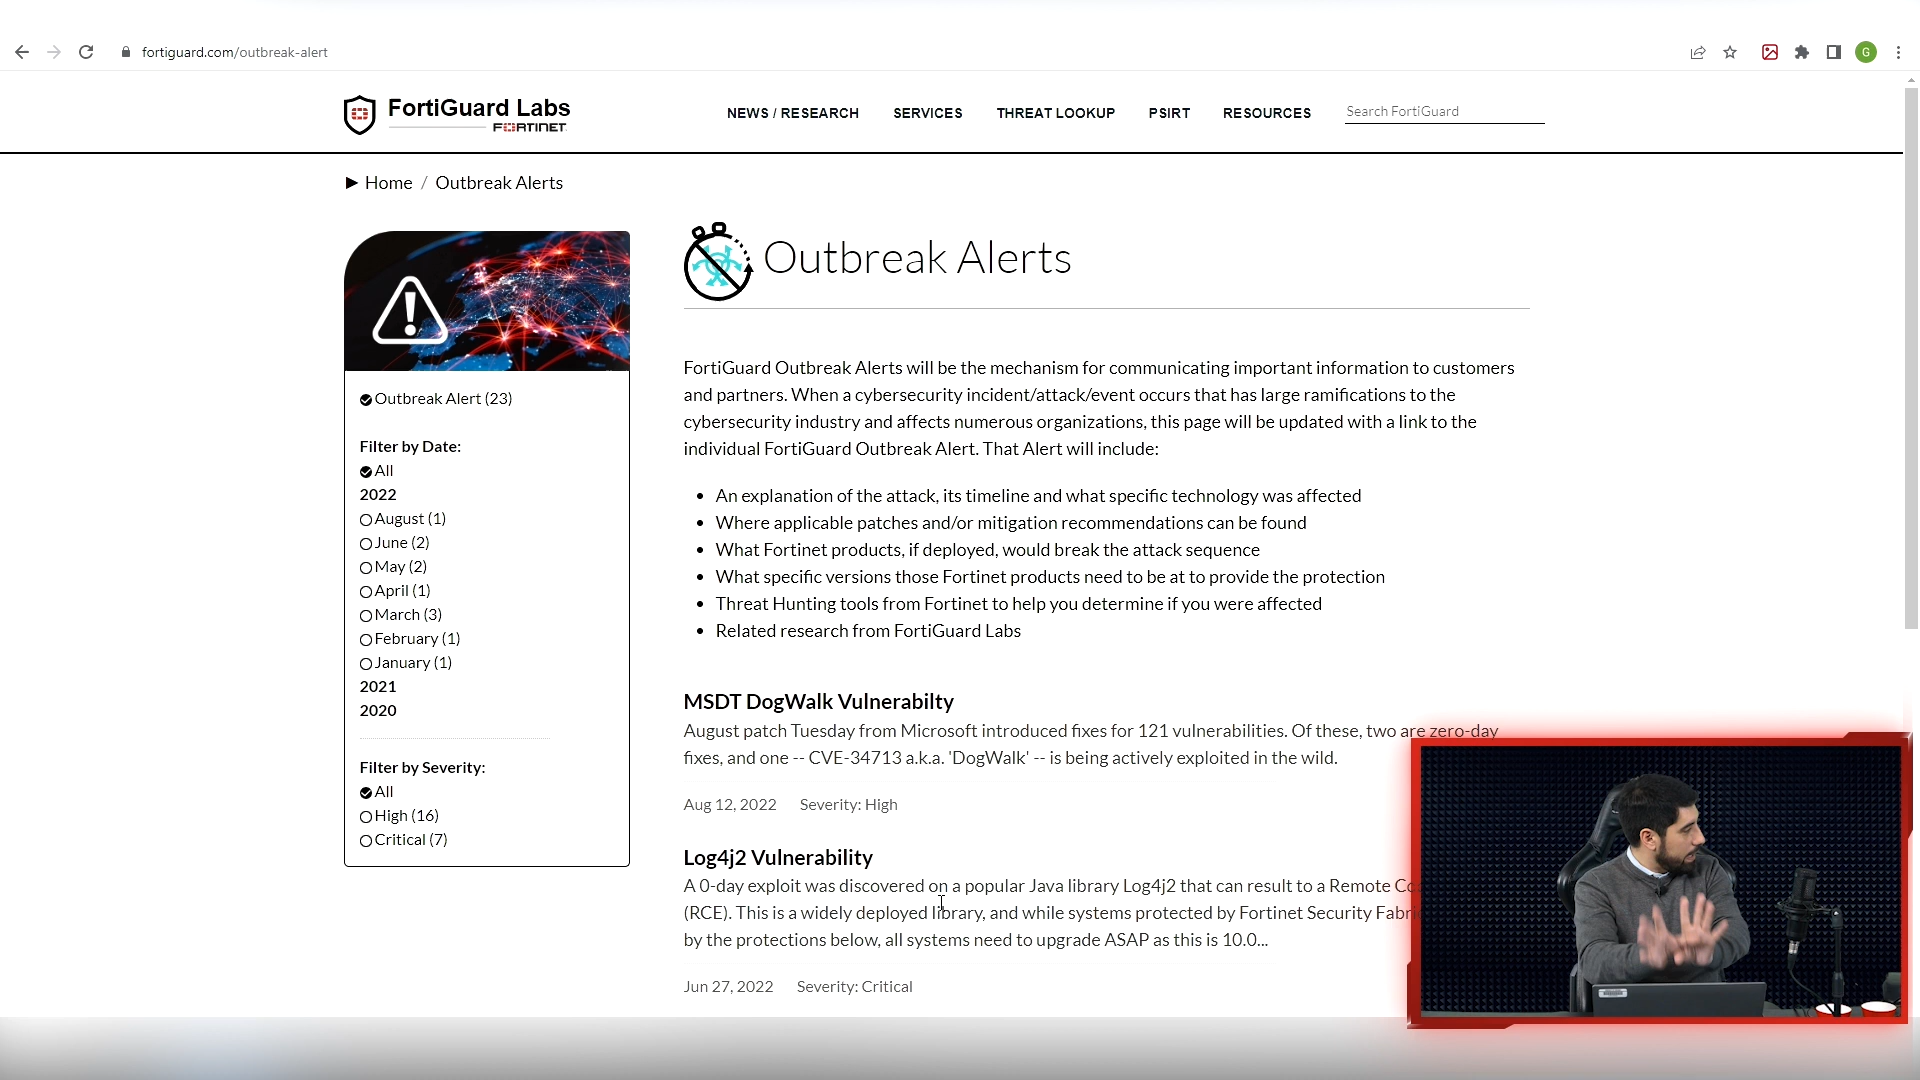 fortiguard.com/outbreak-alert
G
FortiGuard Labs
FORTINET
NEWS / RESEARCH
SERVICES
THREAT LOOKUP
PSIRT
RESOURCES
Search FortiGuard
Home / Outbreak Alerts
Outbreak Alert (23)
Filter by Date:
All
2022
August (1)
June (2)
May (2)
April (1)
March (3)
February (1)
January (1)
2021
2020
Filter by Severity:
All
High (16)
Critical (7)
Outbreak Alerts
FortiGuard Outbreak Alerts will be the mechanism for communicating important information to customers
and partners. When a cybersecurity incident/attack/event occurs that has large ramifications to the
cybersecurity industry and affects numerous organizations, this page will be updated with a link to the
individual FortiGuard Outbreak Alert. That Alert will include:
• An explanation of the attack, its timeline and what specific technology was affected
• Where applicable patches and/or mitigation recommendations can be found
• What Fortinet products, if deployed, would break the attack sequence
• What specific versions those Fortinet products need to be at to provide the protection
• Threat Hunting tools from Fortinet to help you determine if you were affected
• Related research from FortiGuard Labs
MSDT DogWalk Vulnerabilty
August patch Tuesday from Microsoft introduced fixes for 121 vulnerabilities. Of these, two are zero-day
fixes, and one -- CVE-34713 a.k.a. 'DogWalk' -- is being actively exploited in the wild.
Aug 12, 2022 Severity: High
Log4j2 Vulnerability
A 0-day exploit was discovered on a popular Java library Log4j2 that can result to a Remote
(RCE). This is a widely deployed library, and while systems protected by Fortinet Security
by the protections below, all systems need to upgrade ASAP as this is 10.0...
Jun 27, 2022 Severity: Critical